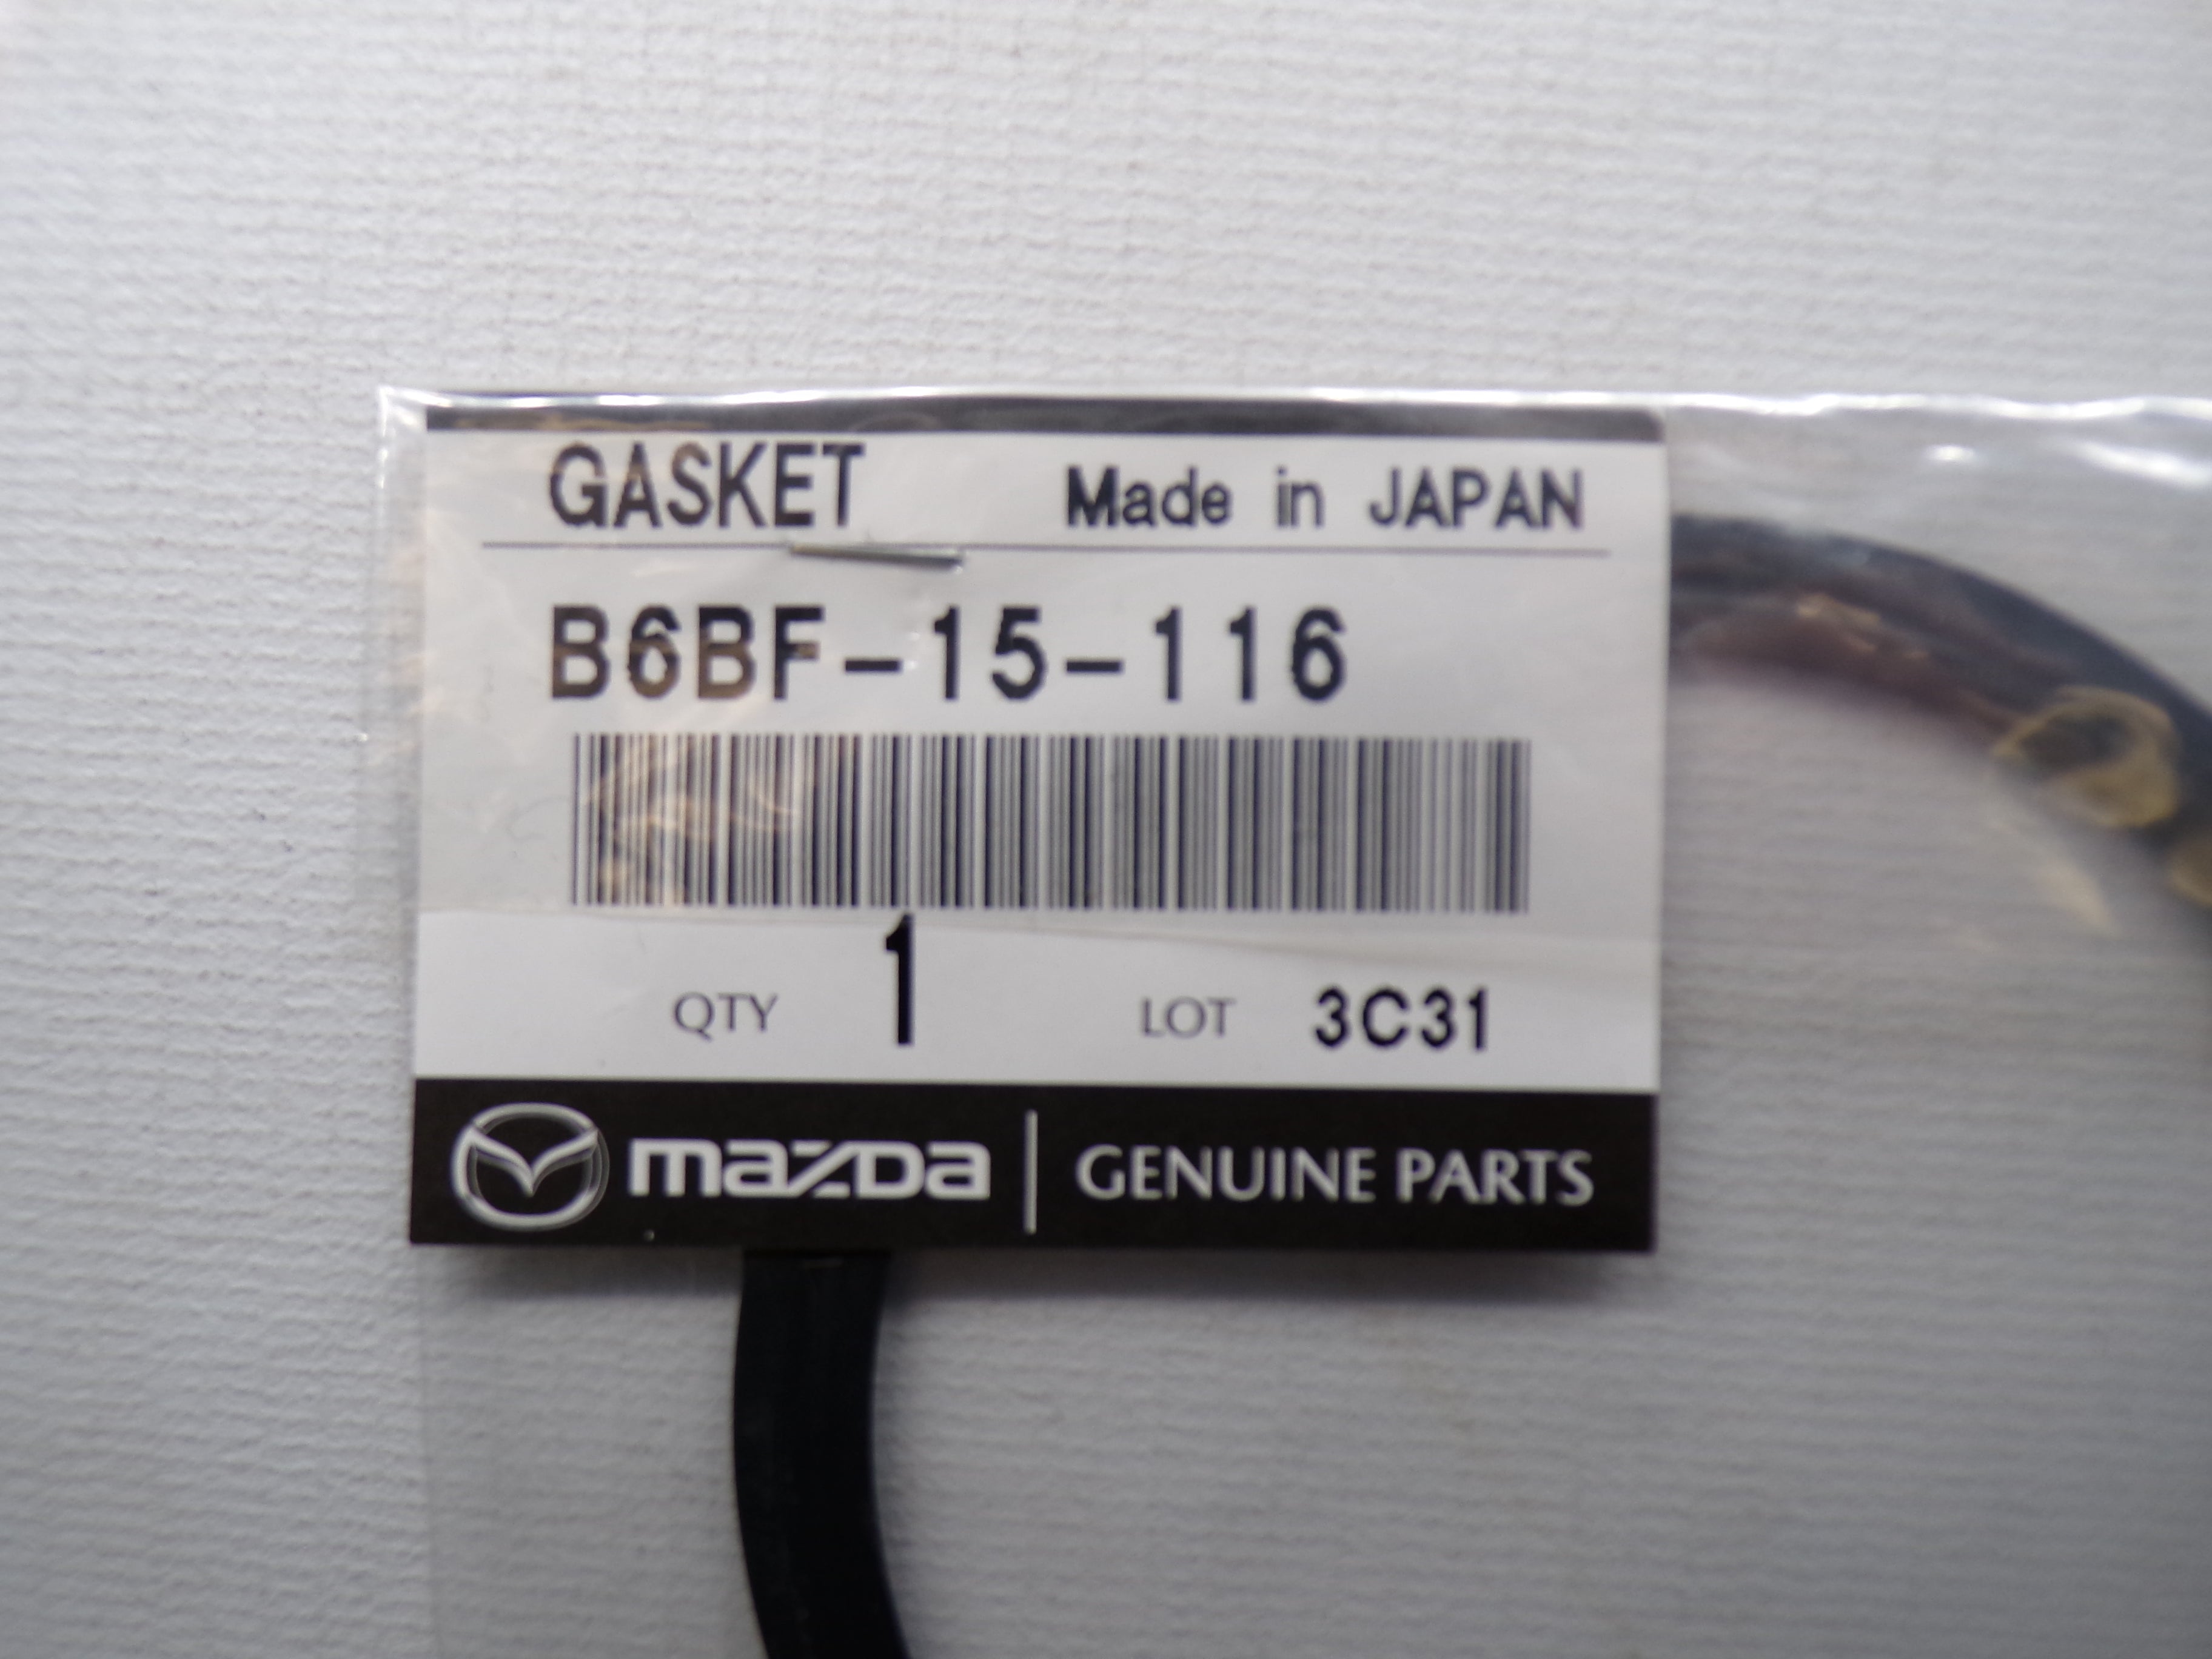 GASKET Made in JAPAN
B6BF-15-116
QTY 1 LOT 3C31
mazda GENUINE PARTS